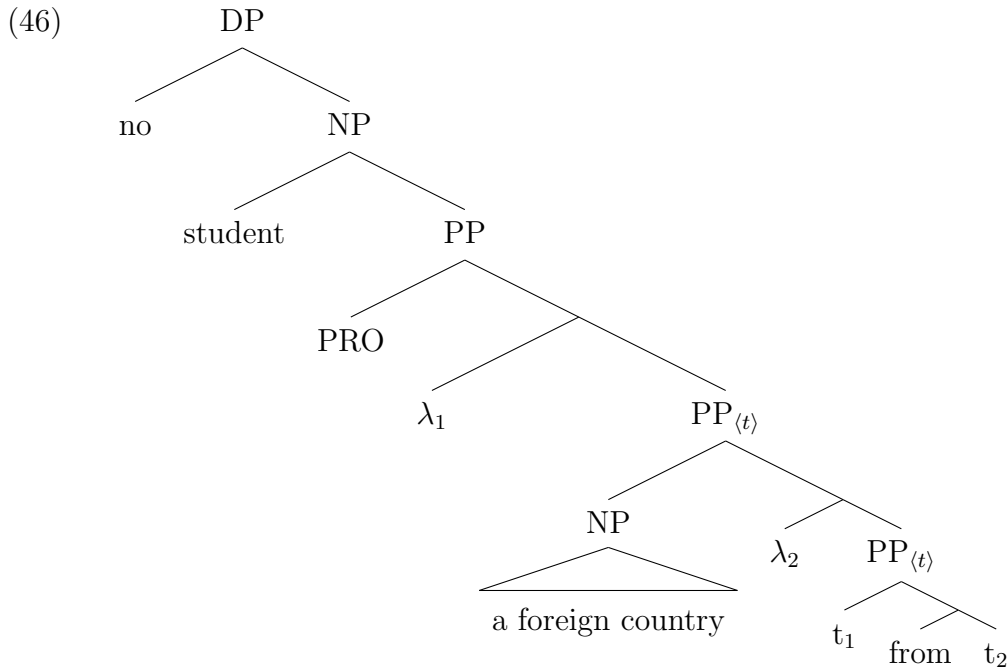 (46)
DP
no
NP
student
PP
PRO
λ₁
PP⟨t⟩
NP
a foreign country
λ₂
PP⟨t⟩
t₁
from
t₂